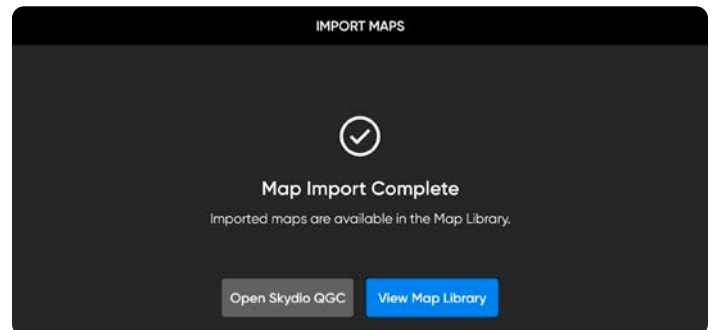 IMPORT MAPS
Map Import Complete
Imported maps are available in the Map Library.
Open Skydio QGC
View Map Library